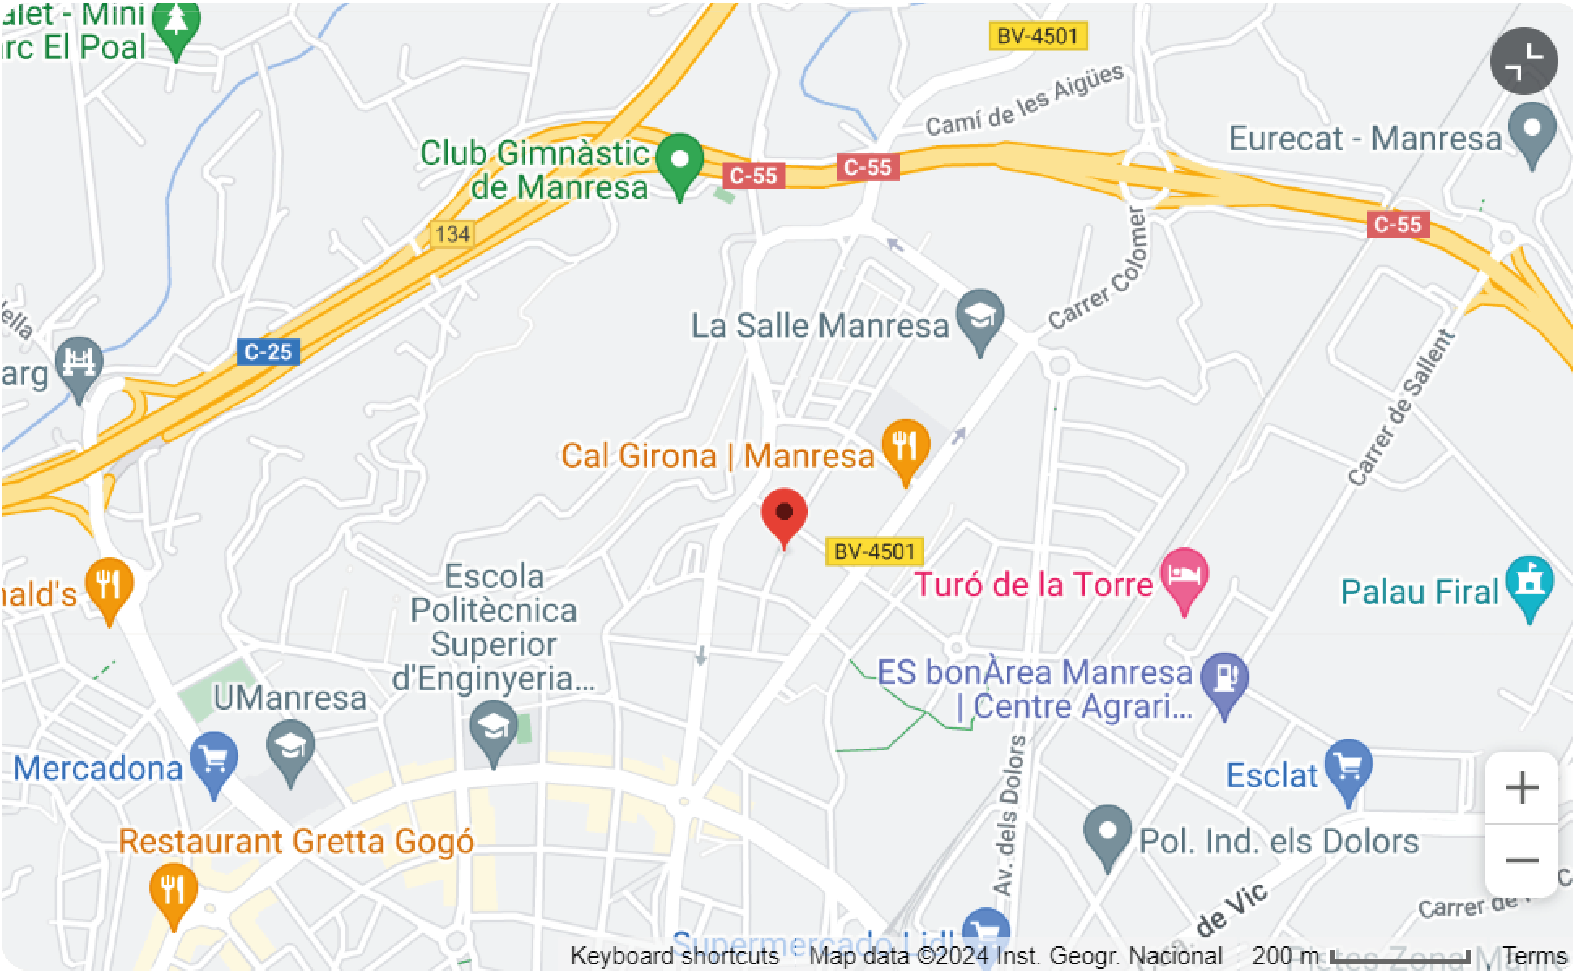 alet - Mini
arc El Poal
BV-4501
Camí de les Aigües
Eurecat - Manresa
Club Gimnàstic
de Manresa
C-55
C-55
C-55
134
Carrer Colomer
La Salle Manresa
C-25
ella
arg
Carrer de Sallent
Cal Girona | Manresa
BV-4501
Turó de la Torre
Palau Firal
nald's
Escola
Politècnica
Superior
d'Enginyeria...
ES bonÀrea Manresa
| Centre Agrari...
UManresa
Mercadona
Esclat
Av. dels Dolors
Restaurant Gretta Gogó
Pol. Ind. els Dolors
de Vic
Carrer de
Supermercado Lidl
Keyboard shortcuts
Map data ©2024 Inst. Geogr. Nacional
200 m
Terms